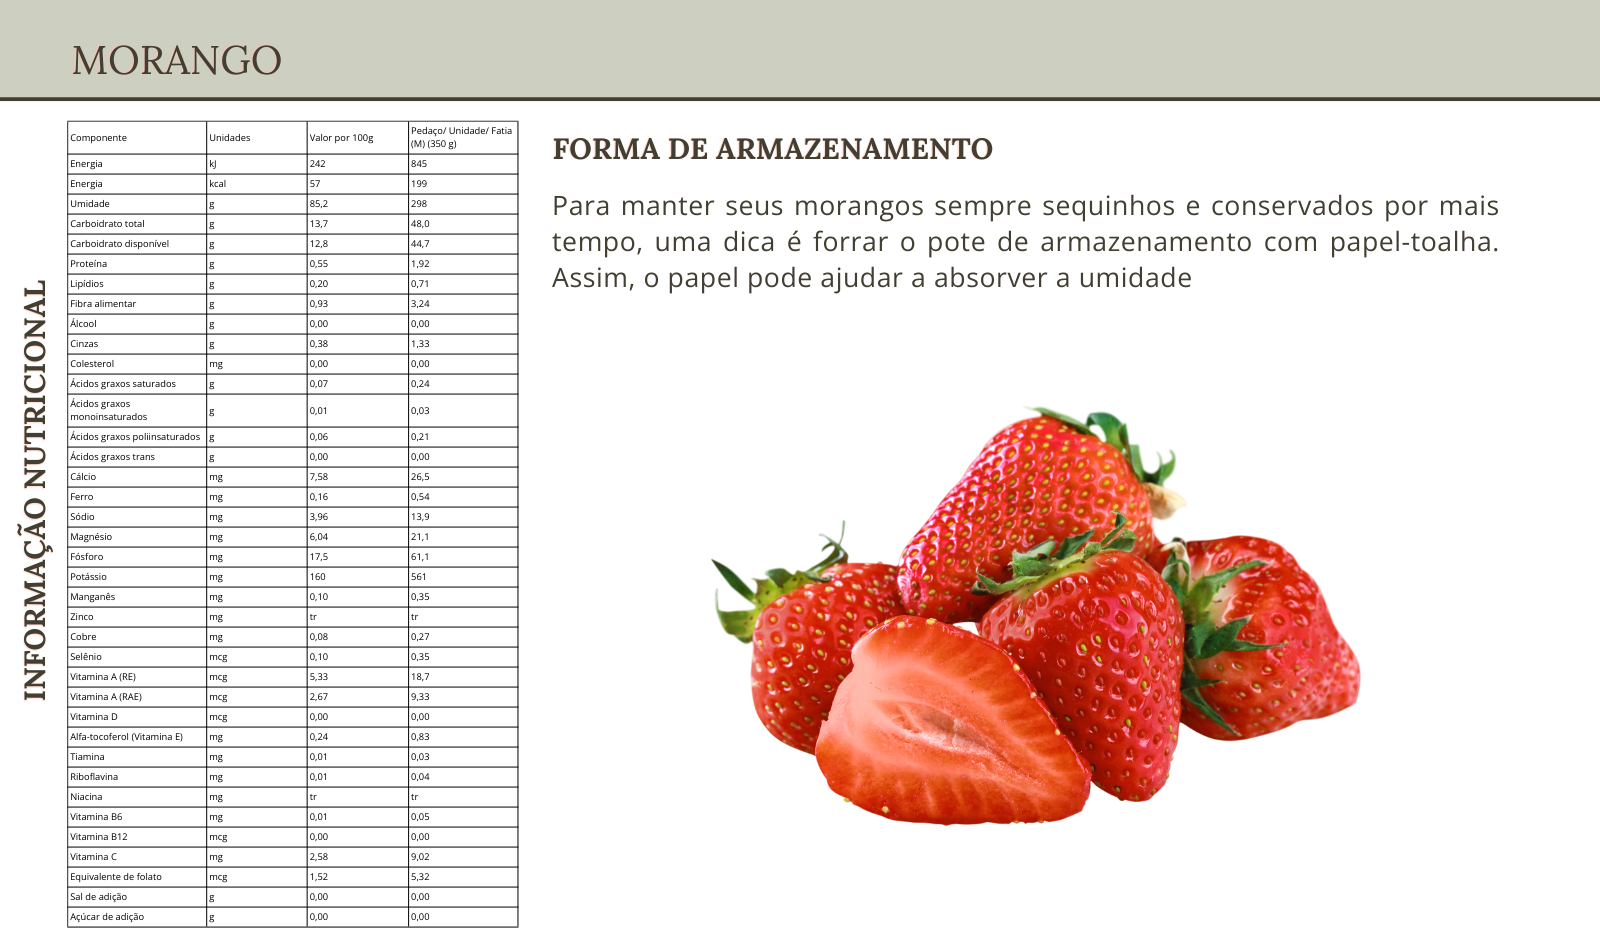 MORANGO
INFORMAÇÃO NUTRICIONAL
Componente Unidades Valor por 100g Pedaço/ Unidade/ Fatia
(M) (350 g)
Energia kJ 242 845
Energia kcal 57 199
Umidade g 85,2 298
Carboidrato total g 13,7 48,0
Carboidrato disponível g 12,8 44,7
Proteína g 0,55 1,92
Lipídios g 0,20 0,71
Fibra alimentar g 0,93 3,24
Álcool g 0,00 0,00
Cinzas g 0,38 1,33
Colesterol mg 0,00 0,00
Ácidos graxos saturados g 0,07 0,24
Ácidos graxos
monoinsaturados g 0,01 0,03
Ácidos graxos poliinsaturados g 0,06 0,21
Ácidos graxos trans g 0,00 0,00
Cálcio mg 7,58 26,5
Ferro mg 0,16 0,54
Sódio mg 3,96 13,9
Magnésio mg 6,04 21,1
Fósforo mg 17,5 61,1
Potássio mg 160 561
Manganês mg 0,10 0,35
Zinco mg tr tr
Cobre mg 0,08 0,27
Selênio mcg 0,10 0,35
Vitamina A (RE) mcg 5,33 18,7
Vitamina A (RAE) mcg 2,67 9,33
Vitamina D mcg 0,00 0,00
Alfa-tocoferol (Vitamina E) mg 0,24 0,83
Tiamina mg 0,01 0,03
Riboflavina mg 0,01 0,04
Niacina mg tr tr
Vitamina B6 mg 0,01 0,05
Vitamina B12 mcg 0,00 0,00
Vitamina C mg 2,58 9,02
Equivalente de folato mcg 1,52 5,32
Sal de adição g 0,00 0,00
Açúcar de adição g 0,00 0,00
FORMA DE ARMAZENAMENTO
Para manter seus morangos sempre sequinhos e conservados por mais
tempo, uma dica é forrar o pote de armazenamento com papel-toalha.
Assim, o papel pode ajudar a absorver a umidade